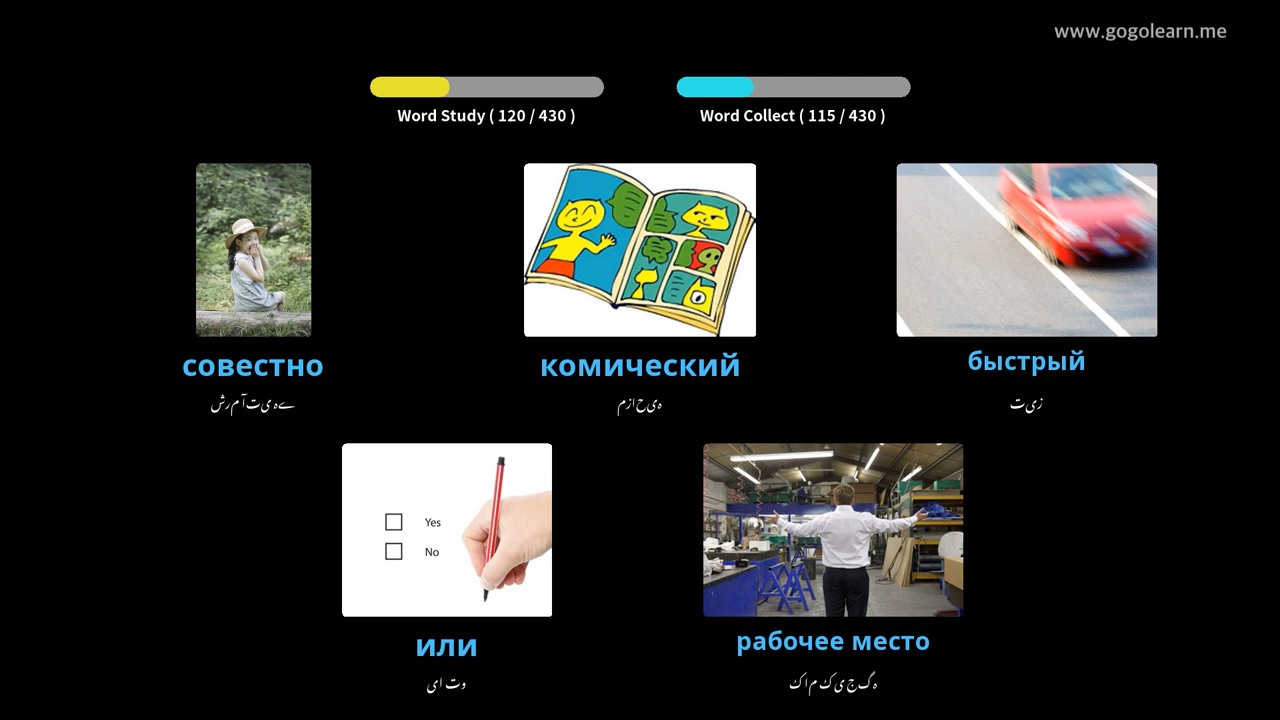 www.gogolearn.me
Word Study ( 120 / 430 )
Word Collect ( 115 / 430 )
совестно
شرم آتی ہے
комический
مزاحیہ
быстрый
تیز
Yes
No
или
یا تو
рабочее место
کام کی جگہ